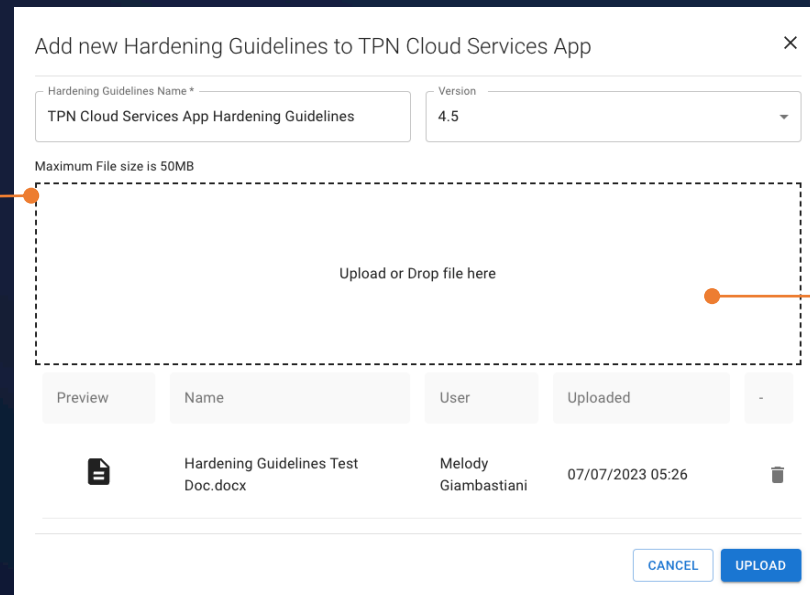 Add new Hardening Guidelines to TPN Cloud Services App
Hardening Guidelines Name *
TPN Cloud Services App Hardening Guidelines
Version
4.5
Maximum File size is 50MB
Upload or Drop file here
Preview Name User Uploaded -
Hardening Guidelines Test
Doc.docx
Melody
Giambastiani
07/07/2023 05:26
CANCEL UPLOAD